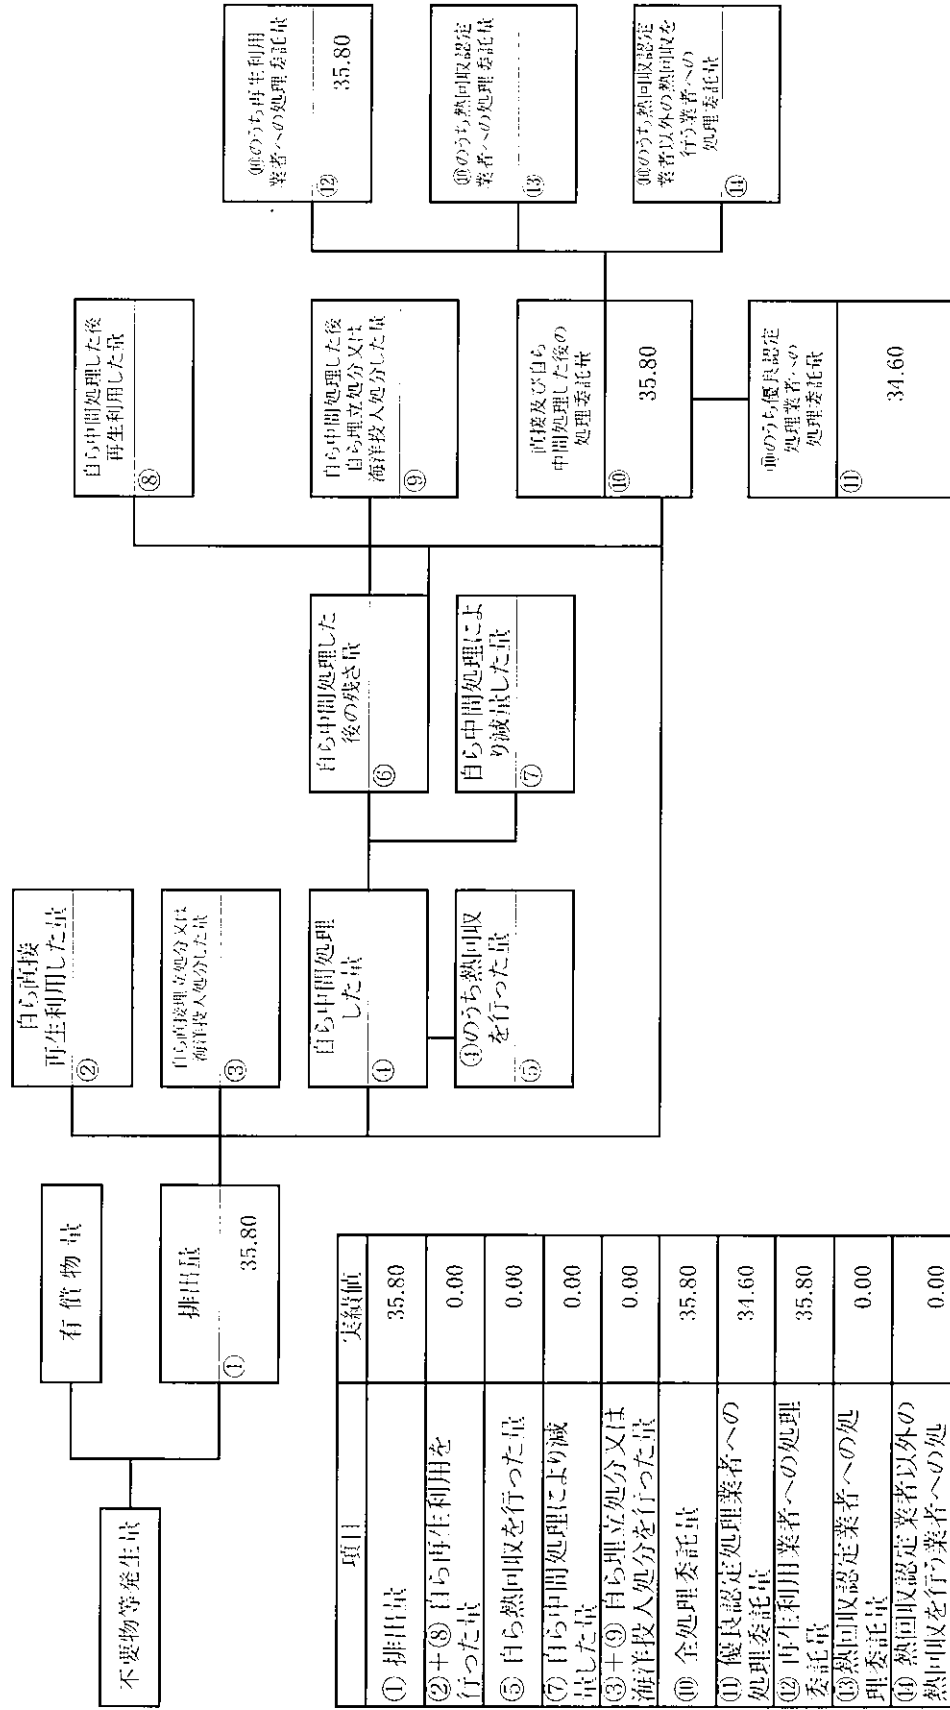 不要物等発生量
有償物量
排出量
①
35.80
自ら直接
再生利用した量
②
自ら直接埋立処分又は
海洋投入処分した量
③
自ら中間処理
した量
④
④のうち熱回収
を行った量
⑤
自ら中間処理した
後の残さ量
⑥
自ら中間処理によ
り減量した量
⑦
自ら中間処理した後
再生利用した量
⑧
自ら中間処理した後
自ら埋立処分又は
海洋投入処分した量
⑨
直接及び自ら
中間処理した後の
処理委託量
⑩
35.80
⑩のうち優良認定
処理業者への
処理委託量
⑪
34.60
⑩のうち再生利用
業者への処理委託量
⑫
35.80
⑩のうち熱回収認定
業者への処理委託量
⑬
⑩のうち熱回収認定
業者以外の熱回収を
行う業者への
処理委託量
⑭
項目 実績値
①排出量 35.80
②+⑧ 自ら再生利用を
行った量 0.00
⑤ 自ら熱回収を行った量 0.00
⑦ 自ら中間処理により減
量した量 0.00
③+⑨ 自ら埋立処分又は
海洋投入処分を行った量 0.00
⑩ 全処理委託量 35.80
⑪ 優良認定処理業者への
処理委託量 34.60
⑫ 再生利用業者への処理
委託量 35.80
⑬熱回収認定業者への処
理委託量 0.00
⑭ 熱回収認定業者以外の
熱回収を行う業者への処 0.00